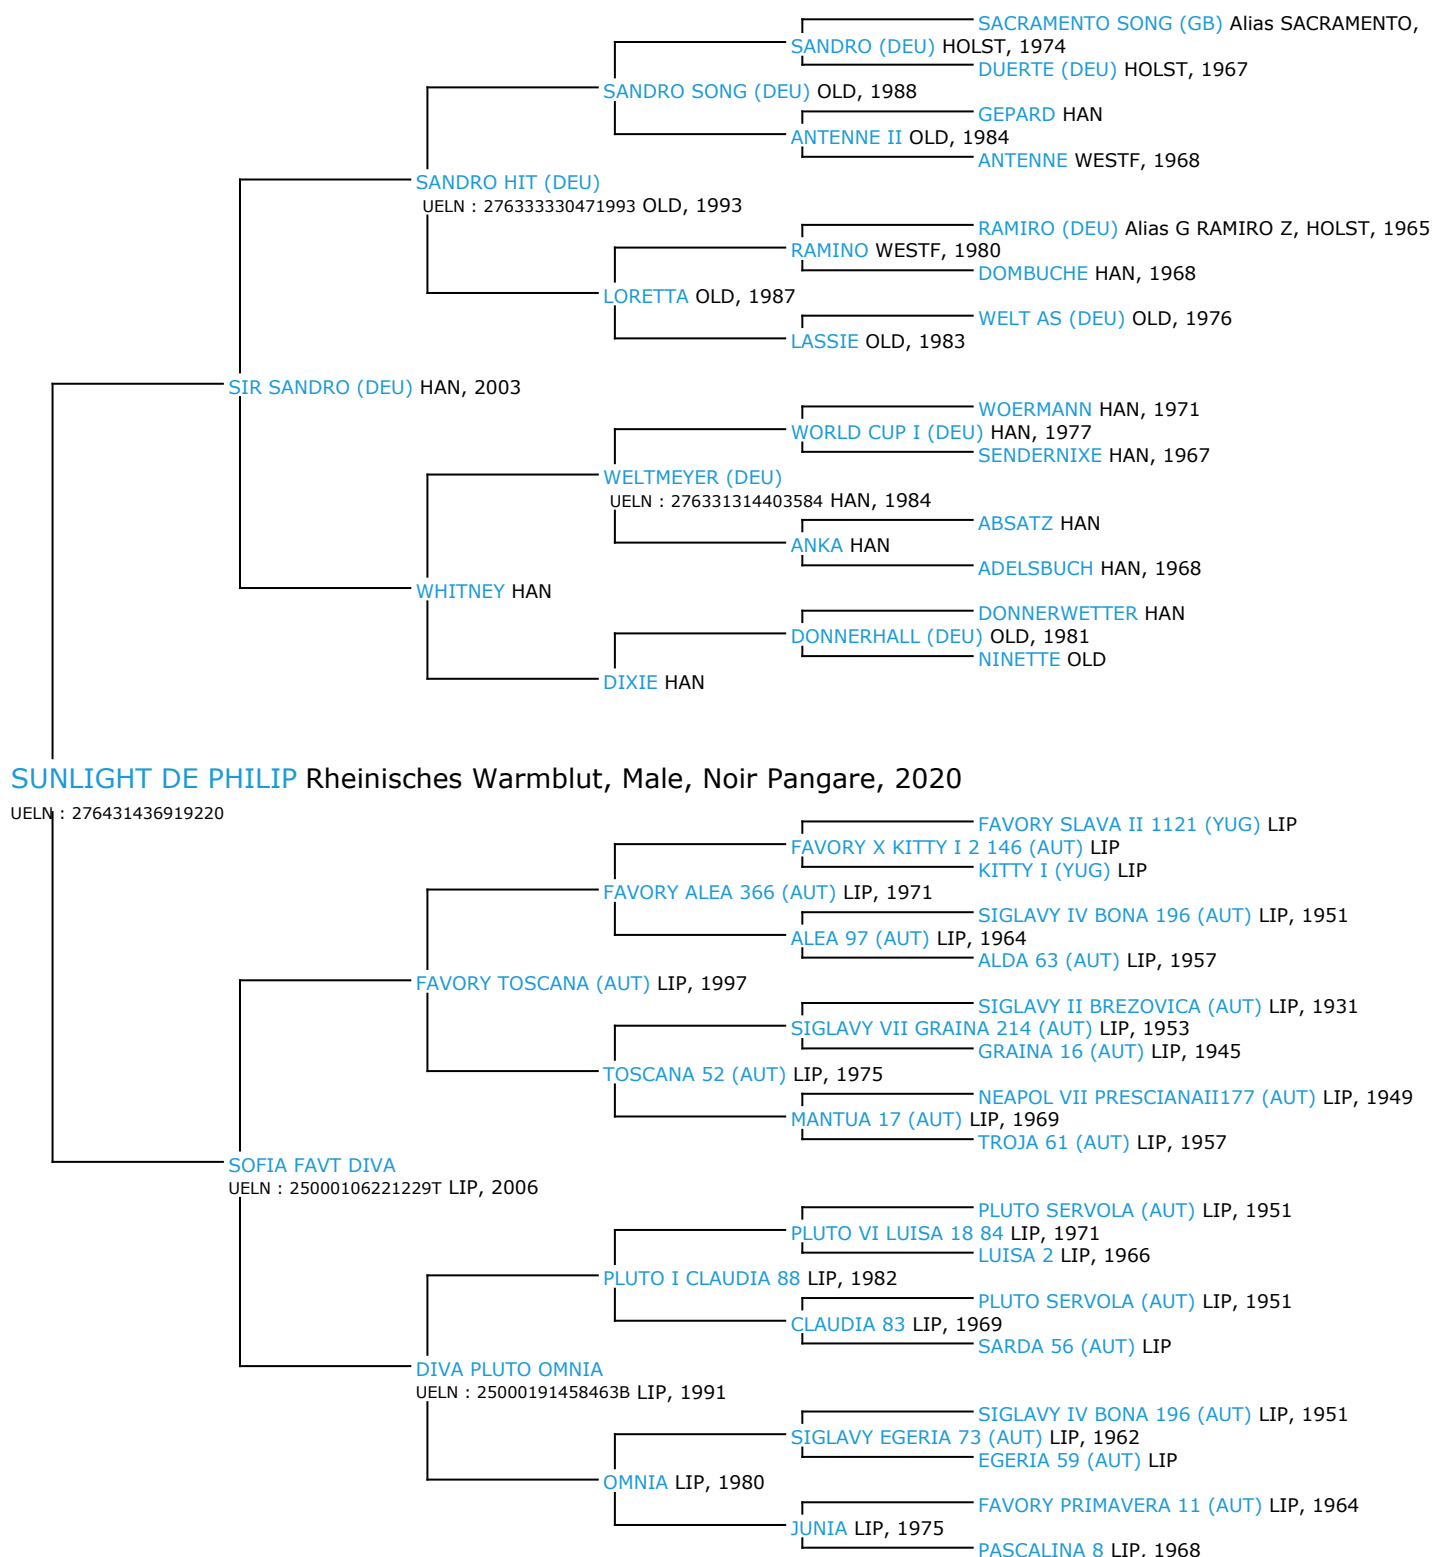 SACRAMENTO SONG (GB) Alias SACRAMENTO,
SANDRO (DEU) HOLST, 1974
DUERTE (DEU) HOLST, 1967
SANDRO SONG (DEU) OLD, 1988
GEPARD HAN
ANTENNE II OLD, 1984
ANTENNE WESTF, 1968
SANDRO HIT (DEU)
UELN : 276333330471993 OLD, 1993
RAMIRO (DEU) Alias G RAMIRO Z, HOLST, 1965
RAMINO WESTF, 1980
DOMBUCHE HAN, 1968
LORETTA OLD, 1987
WELT AS (DEU) OLD, 1976
LASSIE OLD, 1983
SIR SANDRO (DEU) HAN, 2003
WOERMANN HAN, 1971
WORLD CUP I (DEU) HAN, 1977
SENDERNIXE HAN, 1967
WELTMEYER (DEU)
UELN : 276331314403584 HAN, 1984
ABSATZ HAN
ANKA HAN
ADELSBUCH HAN, 1968
WHITNEY HAN
DONNERWETTER HAN
DONNERHALL (DEU) OLD, 1981
NINETTE OLD
DIXIE HAN
SUNLIGHT DE PHILIP Rheinisches Warmblut, Male, Noir Pangare, 2020
UELN : 276431436919220
FAVORY SLAVA II 1121 (YUG) LIP
FAVORY X KITTY I 2 146 (AUT) LIP
KITTY I (YUG) LIP
FAVORY ALEA 366 (AUT) LIP, 1971
SIGLAVY IV BONA 196 (AUT) LIP, 1951
ALEA 97 (AUT) LIP, 1964
ALDA 63 (AUT) LIP, 1957
FAVORY TOSCANA (AUT) LIP, 1997
SIGLAVY II BREZOVICA (AUT) LIP, 1931
SIGLAVY VII GRAINA 214 (AUT) LIP, 1953
GRAINA 16 (AUT) LIP, 1945
TOSCANA 52 (AUT) LIP, 1975
NEAPOL VII PRESCIANAII177 (AUT) LIP, 1949
MANTUA 17 (AUT) LIP, 1969
TROJA 61 (AUT) LIP, 1957
SOFIA FAVT DIVA
UELN : 25000106221229T LIP, 2006
PLUTO SERVOLA (AUT) LIP, 1951
PLUTO VI LUISA 18 84 LIP, 1971
LUISA 2 LIP, 1966
PLUTO I CLAUDIA 88 LIP, 1982
PLUTO SERVOLA (AUT) LIP, 1951
CLAUDIA 83 LIP, 1969
SARDA 56 (AUT) LIP
DIVA PLUTO OMNIA
UELN : 25000191458463B LIP, 1991
SIGLAVY IV BONA 196 (AUT) LIP, 1951
SIGLAVY EGERIA 73 (AUT) LIP, 1962
EGERIA 59 (AUT) LIP
OMNIA LIP, 1980
FAVORY PRIMAVERA 11 (AUT) LIP, 1964
JUNIA LIP, 1975
PASCALINA 8 LIP, 1968